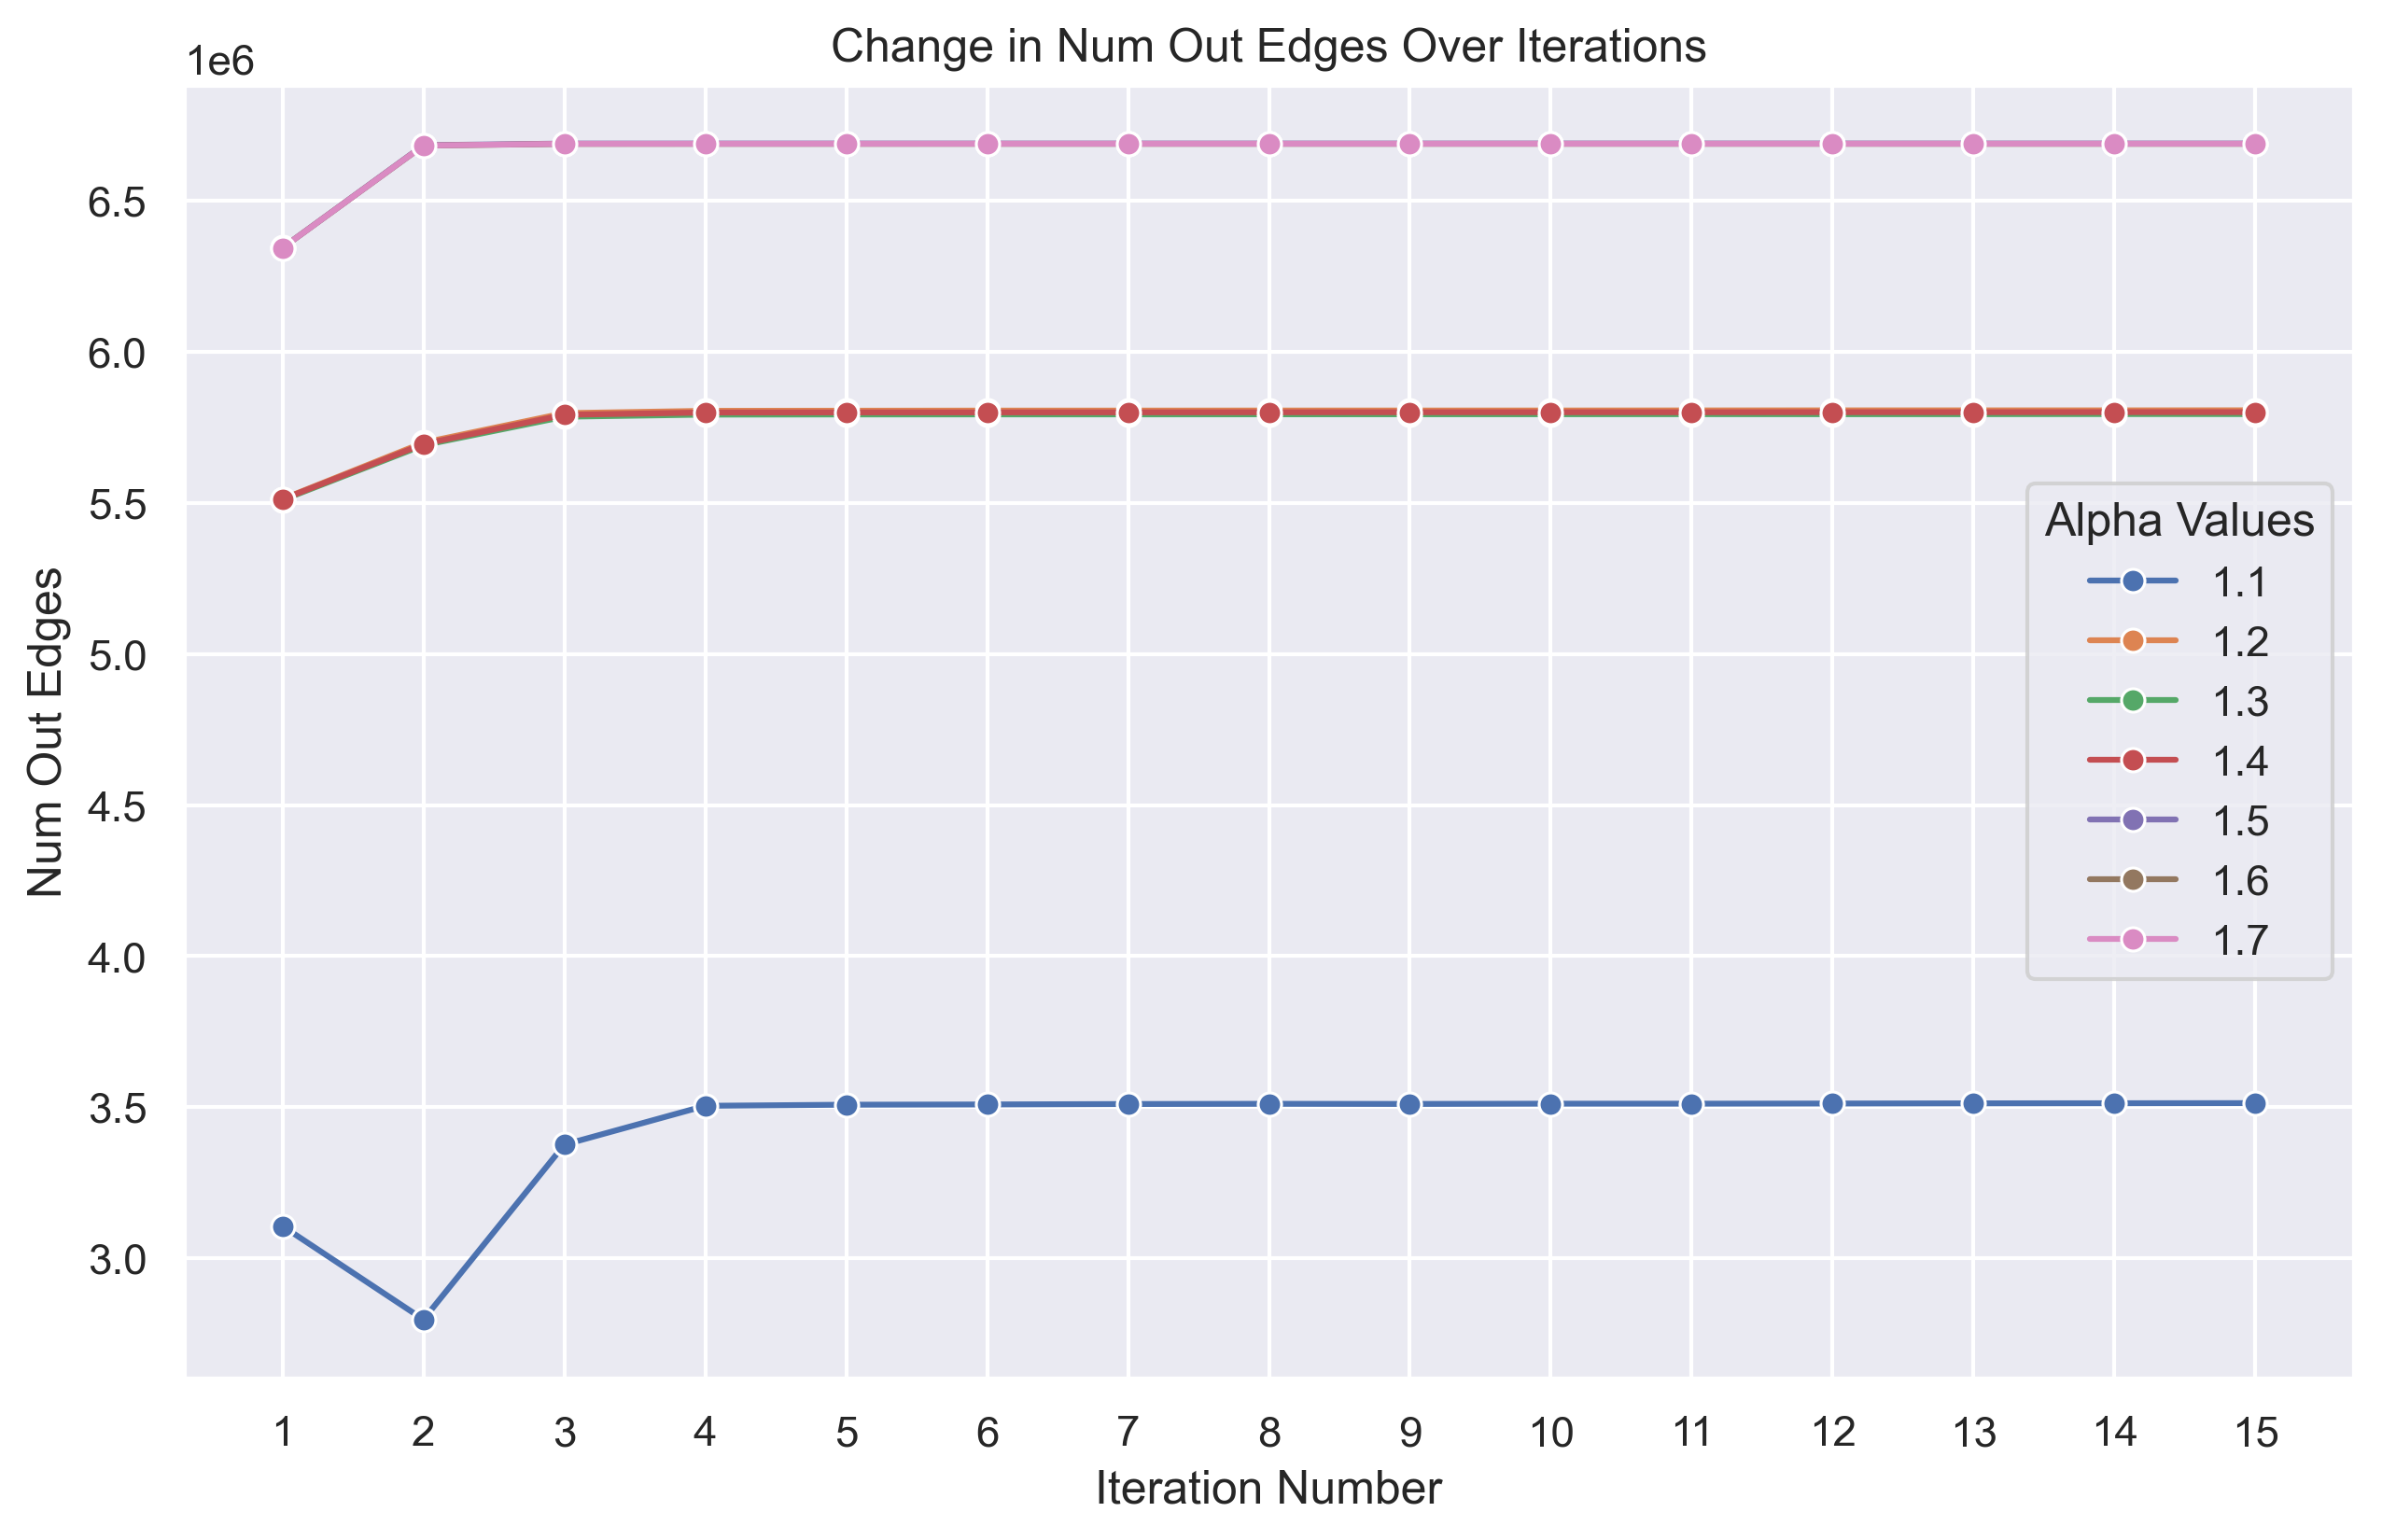 Change in Num Out Edges Over Iterations
1e6
6.5
6.0
5.5
5.0
4.5
4.0
3.5
3.0
Num Out Edges
Alpha Values
1.1
1.2
1.3
1.4
1.5
1.6
1.7
1 2 3 4 5 6 7 8 9 10 11 12 13 14 15
Iteration Number